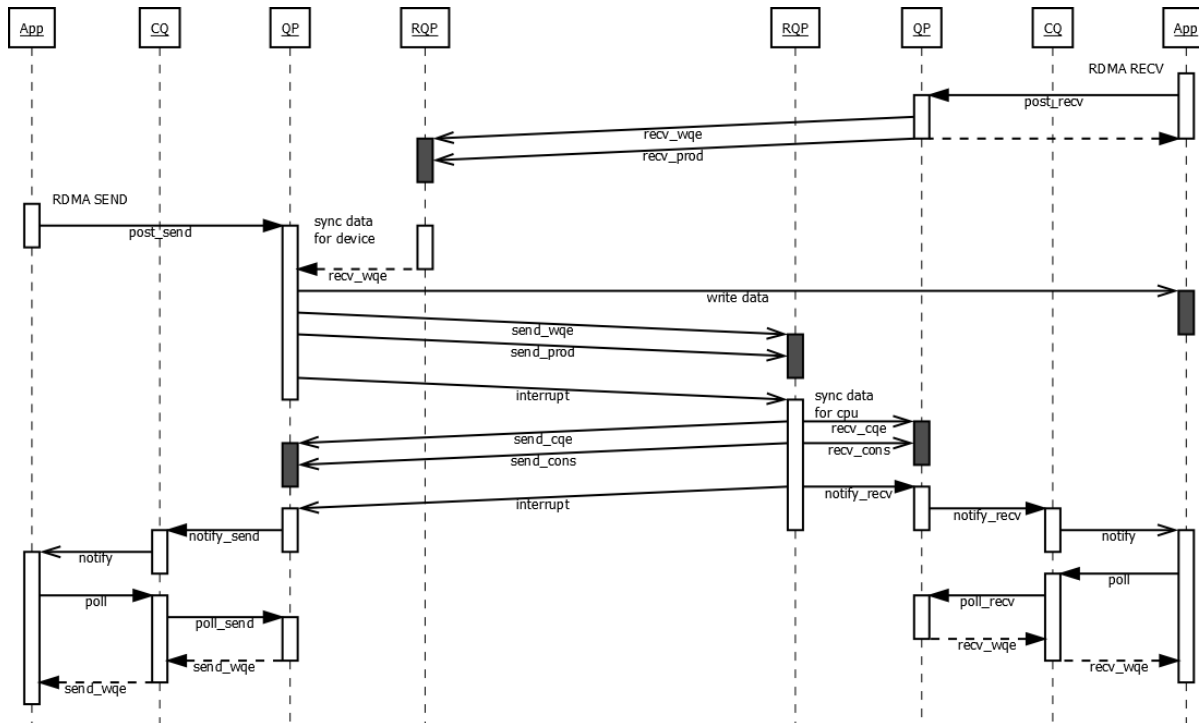 App CQ QP RQP RQP QP CQ App
RDMA RECV
post_recv
recv_wqe
recv_prod
RDMA SEND
post_send
sync data
for device
recv_wqe
write data
send_wqe
send_prod
interrupt
sync data
for cpu
recv_cqe
send_cqe
recv_cons
send_cons
notify_recv
interrupt
notify_recv
notify_send
notify
notify
poll
poll
poll_recv
poll_send
recv_wqe
send_wqe
recv_wqe
send_wqe